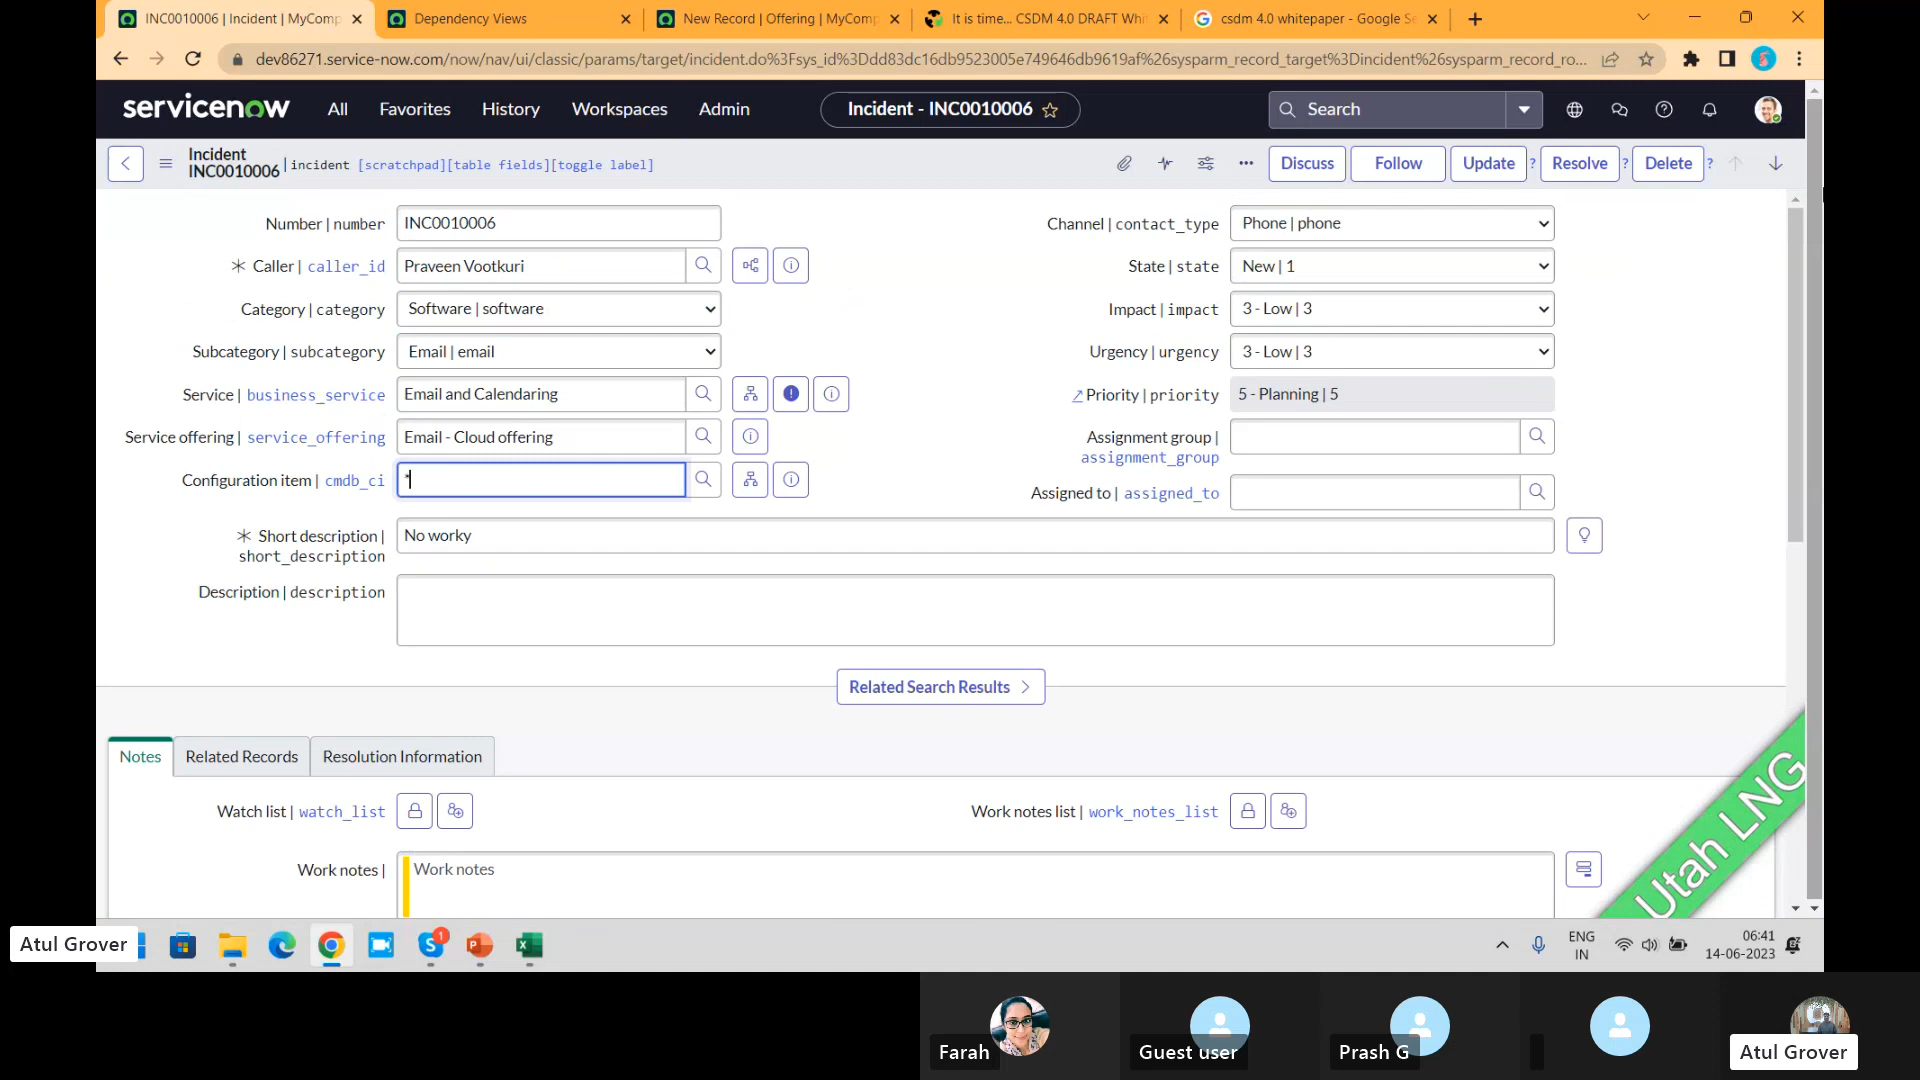 INC0010006 | Incident | MyComp
Dependency Views
New Record | Offering | MyComp
It is time... CSDM 4.0 DRAFT Whi
csdm 4.0 whitepaper - Google Se
dev86271.service-now.com/now/nav/ui/classic/params/target/incident.do%3Fsys_id%3Ddd83dc16db9523005e749646db9619af%26sysparm_record_target%3Dincident%26sysparm_record_ro...
servicenow
All
Favorites
History
Workspaces
Admin
Incident - INC0010006
Search
Incident
INC0010006 | incident [scratchpad][table fields][toggle label]
Discuss
Follow
Update ?
Resolve ?
Delete ?
Number | number
INC0010006
Channel | contact_type
Phone | phone
* Caller | caller_id
Praveen Vootkuri
State | state
New | 1
Category | category
Software | software
Impact | impact
3 - Low | 3
Subcategory | subcategory
Email | email
Urgency | urgency
3 - Low | 3
Service | business_service
Email and Calendaring
Priority | priority
5 - Planning | 5
Service offering | service_offering
Email - Cloud offering
Assignment group |
assignment_group
Configuration item | cmdb_ci
*
Assigned to | assigned_to
* Short description |
short_description
No worky
Description | description
Related Search Results
Notes
Related Records
Resolution Information
Watch list | watch_list
Work notes list | work_notes_list
Work notes |
Work notes
Utah LNG
Atul Grover
1
ENG
IN
06:41
14-06-2023
Farah
Guest user
Prash G
Atul Grover